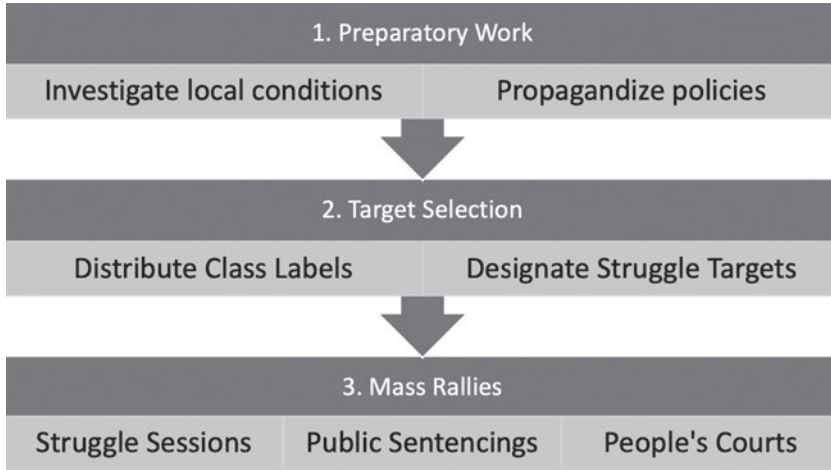 1. Preparatory Work
Investigate local conditions
Propagandize policies
2. Target Selection
Distribute Class Labels
Designate Struggle Targets
3. Mass Rallies
Struggle Sessions
Public Sentencings
People's Courts